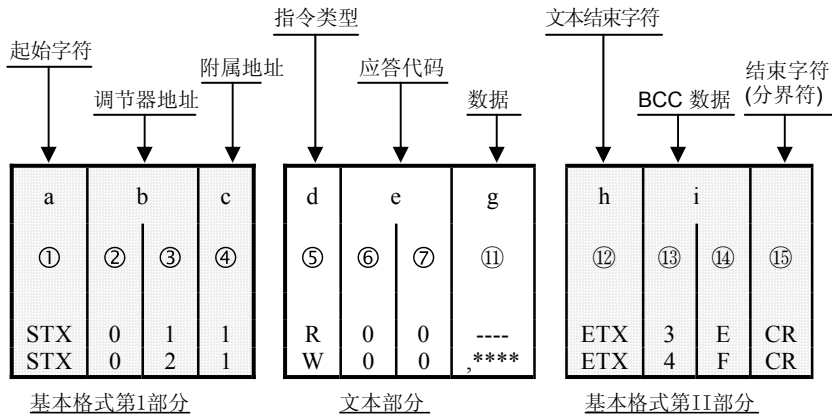 指令类型
文本结束字符
起始字符
附属地址
应答代码
结束字符
(分界符)
调节器地址
数据
BCC 数据
a b c d e g h i
① ② ③ ④ ⑤ ⑥ ⑦ ⑪ ⑫ ⑬ ⑭ ⑮
STX 0 1 1 R 0 0 ---- ETX 3 E CR
STX 0 2 1 W 0 0 ,**** ETX 4 F CR
基本格式第1部分 文本部分 基本格式第II部分